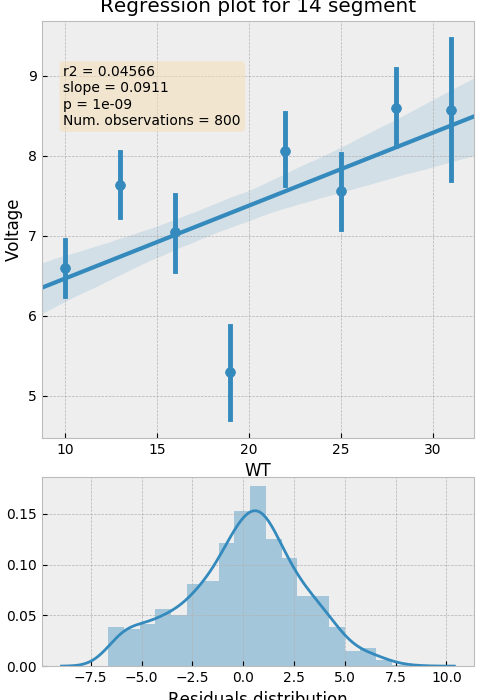 Regression plot for 14 segment
r2 = 0.04566
slope = 0.0911
p = 1e-09
Num. observations = 800
Voltage
9
8
7
6
5
10 15 20 25 30
WT
0.15
0.10
0.05
0.00
−7.5 −5.0 −2.5 0.0 2.5 5.0 7.5 10.0
Residuals distribution